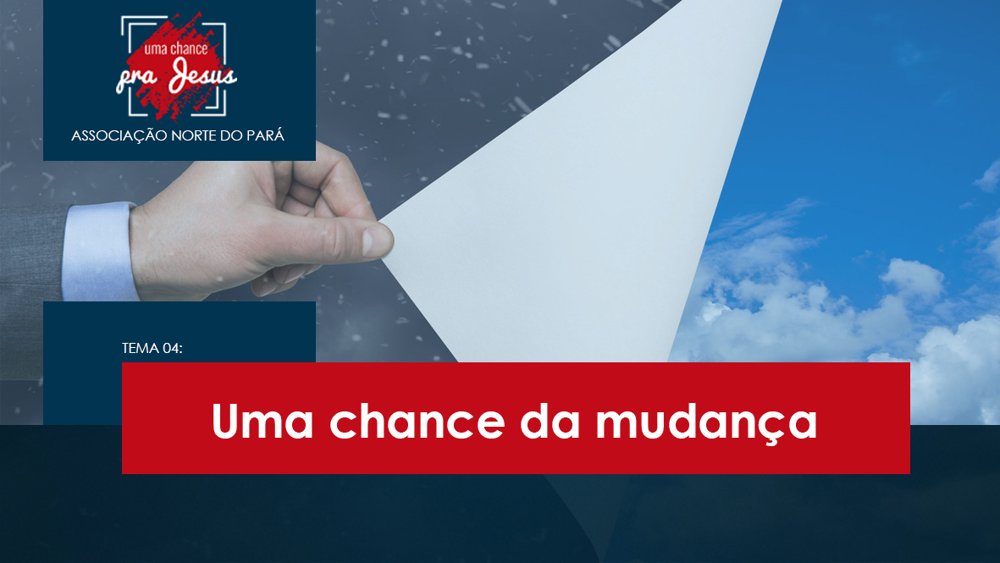 uma chance
pra Jesus
ASSOCIAÇÃO NORTE DO PARÁ
TEMA 04:
Uma chance da mudança